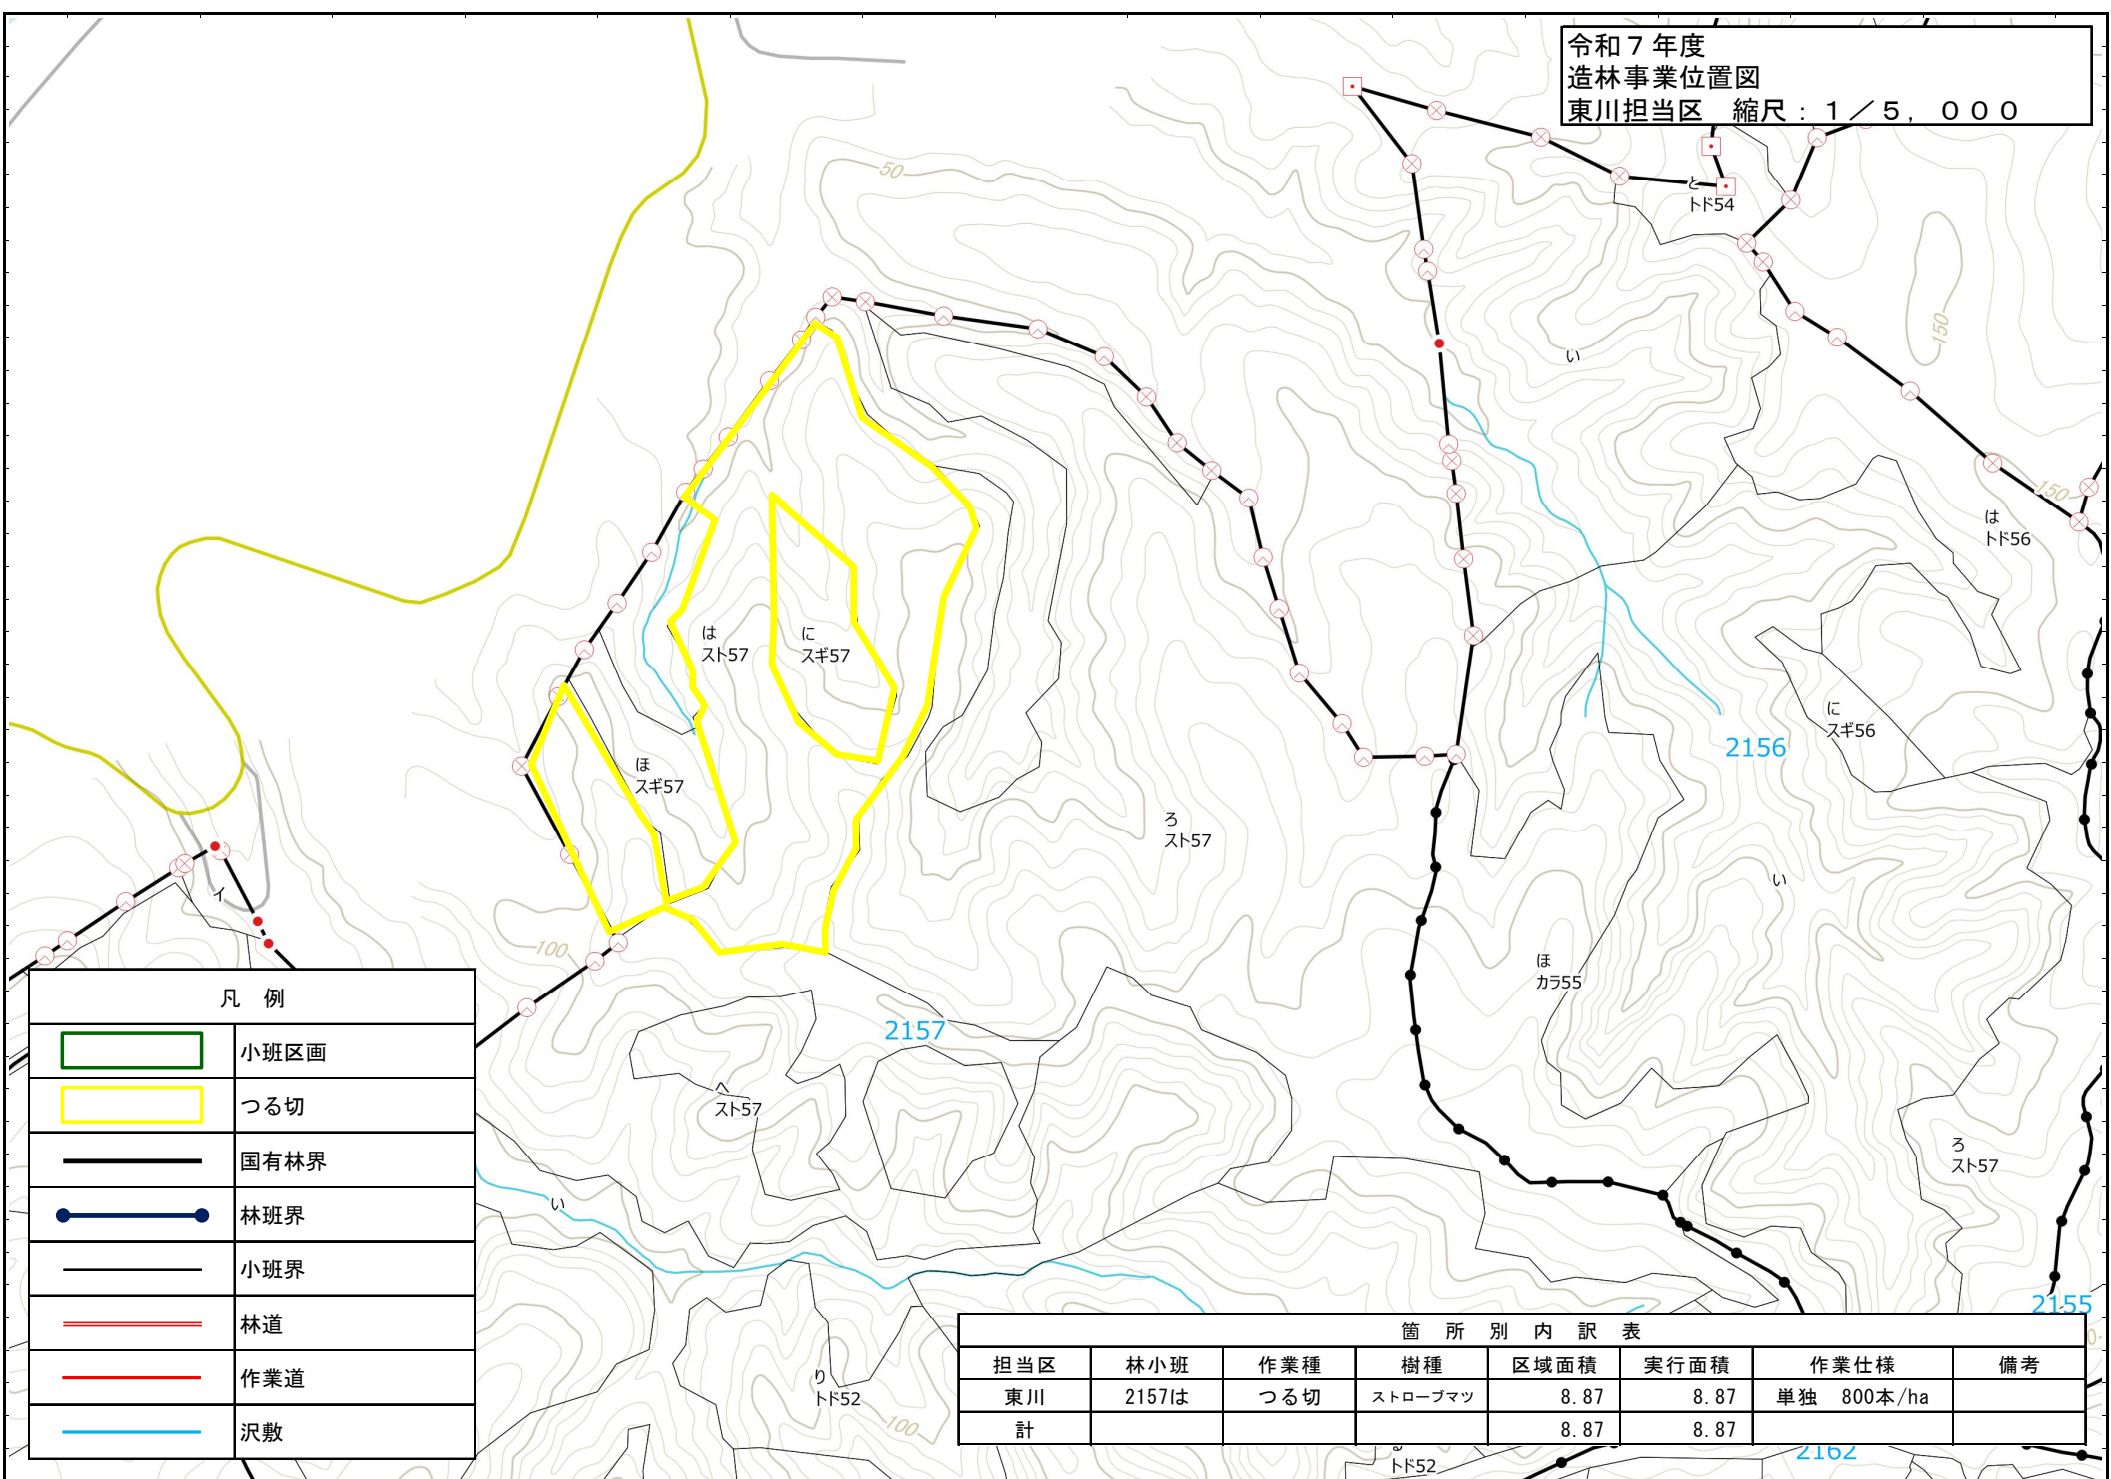 令和７年度
造林事業位置図
東川担当区　縮尺：１／５，０００
50
と
トド54
い
150
150
は
トド56
は
スト57
に
スギ57
に
スギ56
2156
ほ
スギ57
ろ
スト57
い
イ
100
ほ
カラ55
2157
へ
スト57
ろ
スト57
い
2155
り
トド52
100
トド52
2162
凡　例
小班区画
つる切
国有林界
林班界
小班界
林道
作業道
沢敷
箇　所　別　内　訳　表
担当区　林小班　作業種　樹種　区域面積　実行面積　作業仕様　備考
東川　2157は　つる切　ストローブマツ　8.87　8.87　単独　800本/ha
計　8.87　8.87